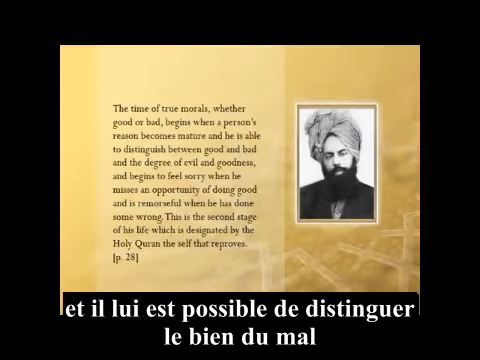 The time of true morals, whether
good or bad, begins when a person's
reason becomes mature and he is able
to distinguish between good and bad
and the degree of evil and goodness,
and begins to feel sorry when he
misses an opportunity of doing good
and is remorseful when he has done
some wrong. This is the second stage
of his life which is designated by the
Holy Quran the self that reproves.
[p. 28]
et il lui est possible de distinguer
le bien du mal